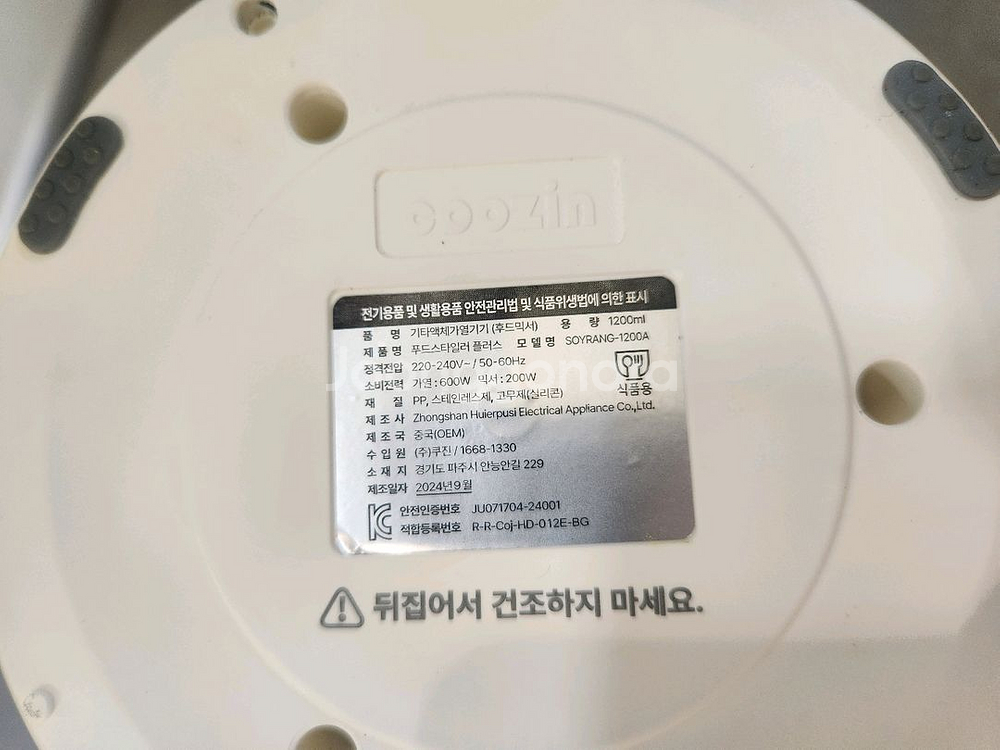 coozin
전기용품 및 생활용품 안전관리법 및 식품위생법에 의한 표시
품 명 기타액체가열기기 (후드믹서) 용 량 1200ml
제 품 명 푸드스타일러 플러스 모 델 명 SOYRANG-1200A
정격전압 220-240V~ / 50-60Hz
소비전력 가열 : 600W 믹서 : 200W
식품용
재 질 PP, 스테인레스제, 고무제(실리콘)
제 조 사 Zhongshan Huierpusi Electrical Appliance Co.,Ltd.
제 조 국 중국(OEM)
수 입 원 (주)쿠진 / 1668-1330
소 재 지 경기도 파주시 안능안길 229
제조일자 2024년9월
안전인증번호 JU071704-24001
적합등록번호 R-R-Coj-HD-012E-BG
뒤집어서 건조하지 마세요.